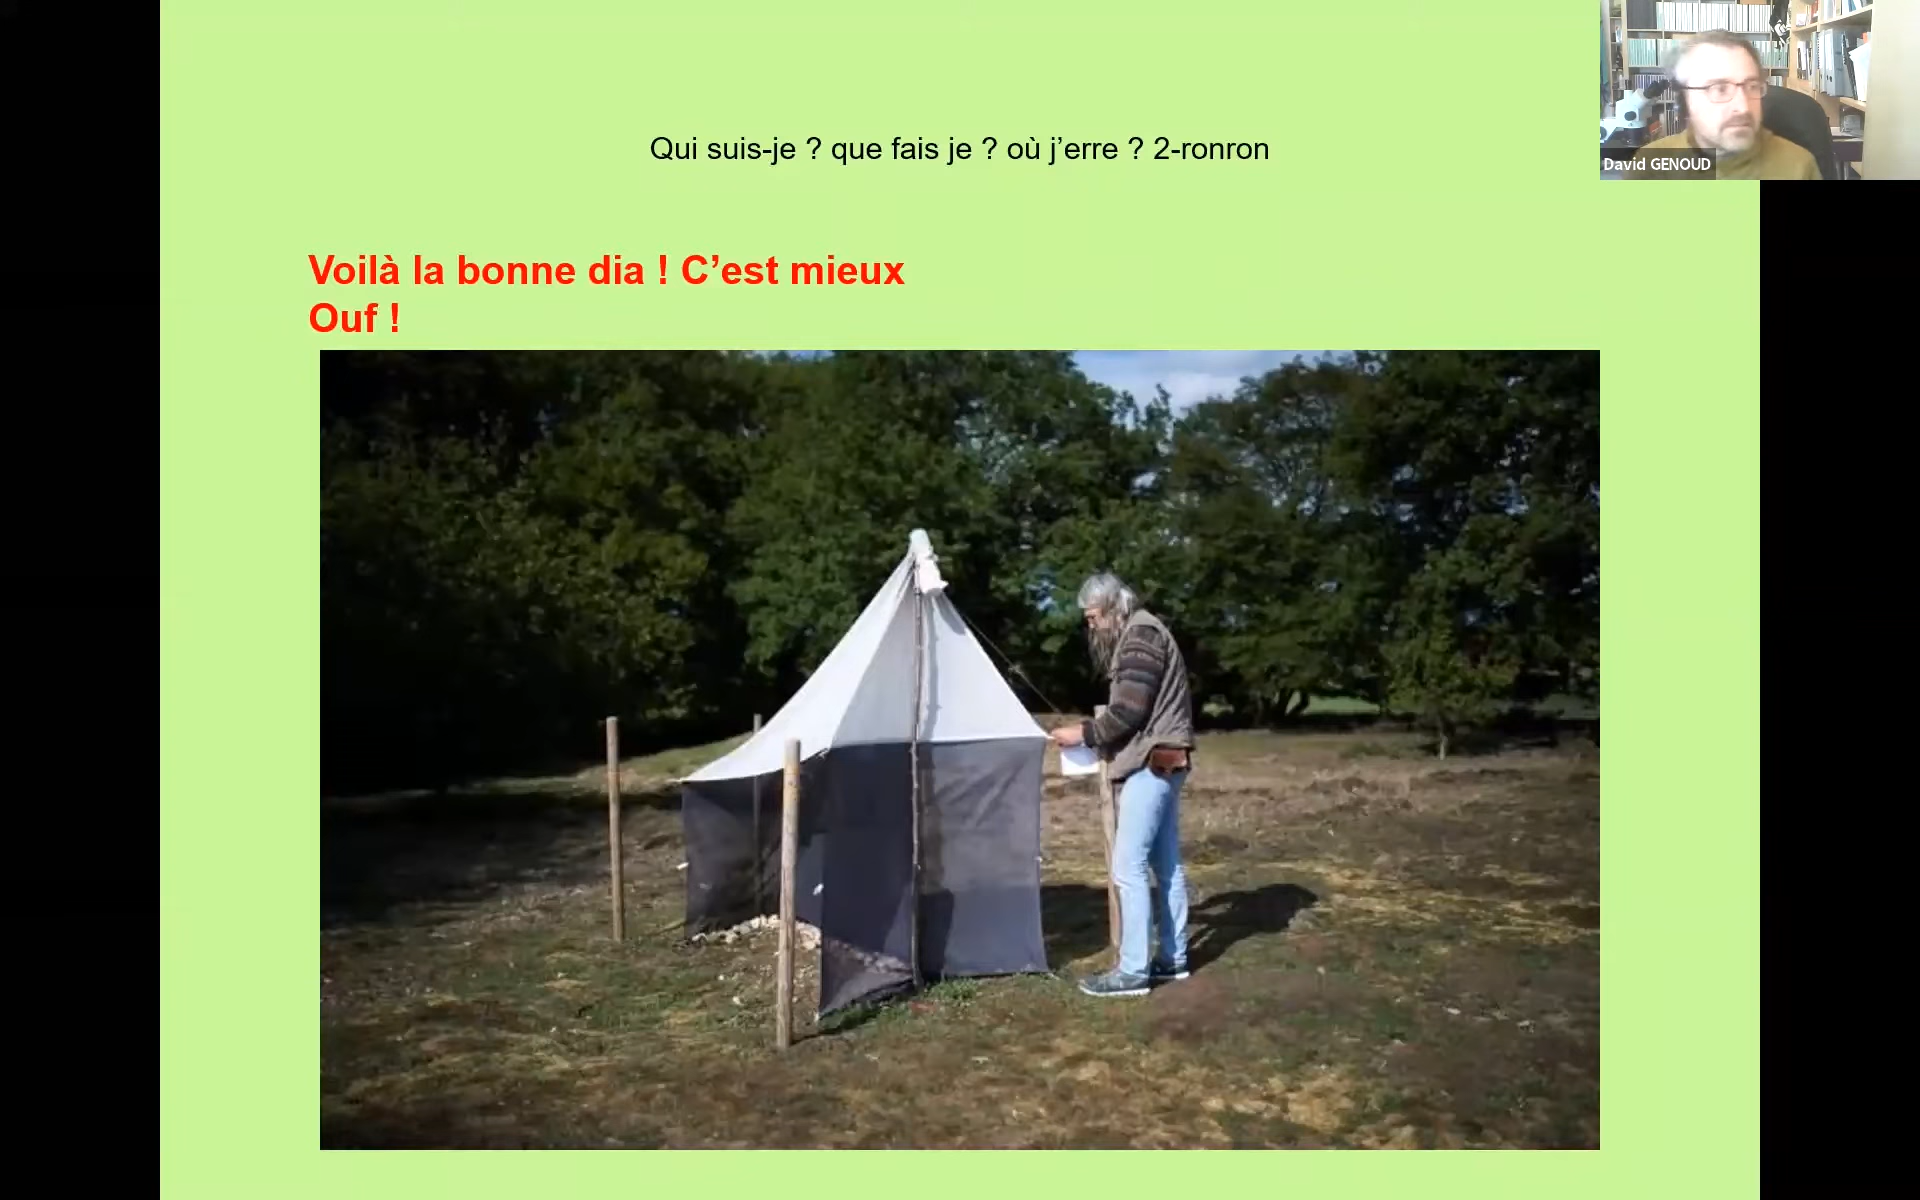 Qui suis-je ? que fais je ? où j’erre ? 2-ronron
David GENOUD
Voilà la bonne dia ! C’est mieux
Ouf !